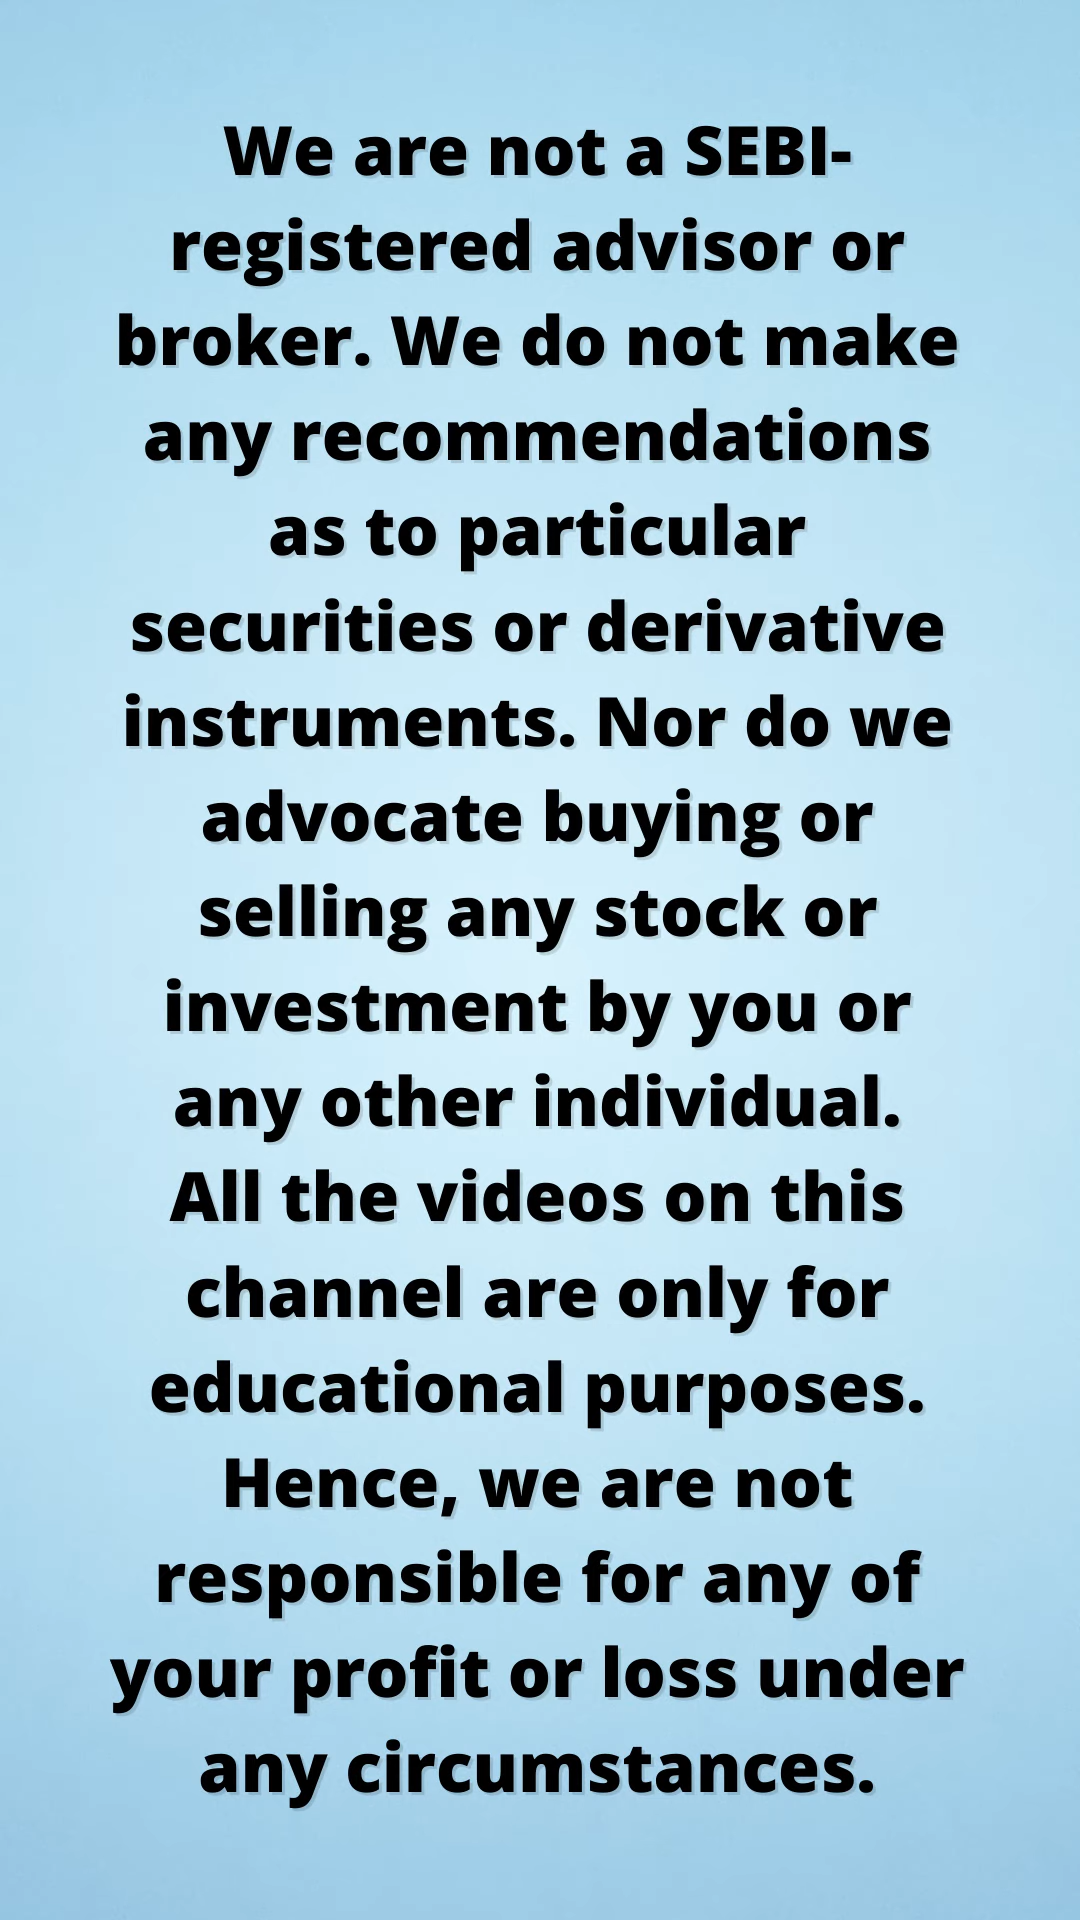 We are not a SEBI-
registered advisor or
broker. We do not make
any recommendations
as to particular
securities or derivative
instruments. Nor do we
advocate buying or
selling any stock or
investment by you or
any other individual.
All the videos on this
channel are only for
educational purposes.
Hence, we are not
responsible for any of
your profit or loss under
any circumstances.